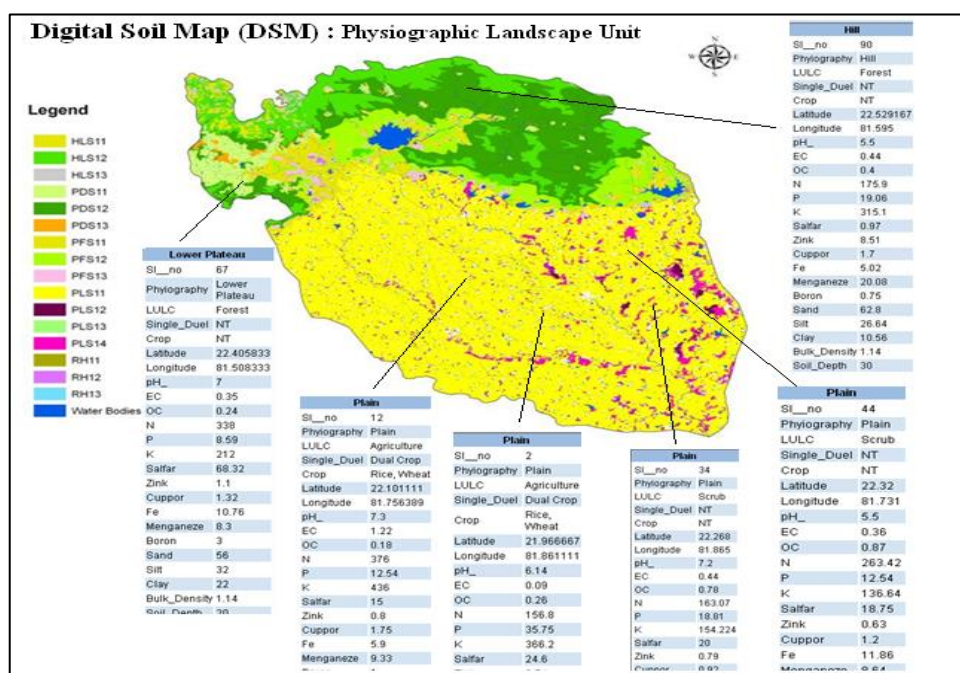 Digital Soil Map (DSM) : Physiographic Landscape Unit
N
W E
S
Legend
HLS11
HLS12
HLS13
PDS11
PDS12
PDS13
PFS11
PFS12
PFS13
PLS11
PLS12
PLS13
PLS14
RH11
RH12
RH13
Water Bodies
Hill
Sl__no 90
Phyiography Hill
LULC Forest
Single_Duel NT
Crop NT
Latitude 22.529167
Longitude 81.595
pH_ 5.5
EC 0.44
OC 0.4
N 175.9
P 19.06
K 315.1
Salfar 0.97
Zink 8.51
Cuppor 1.7
Fe 5.02
Menganeze 20.08
Boron 0.75
Sand 62.8
Silt 26.64
Clay 10.56
Bulk_Density 1.14
Soil_Depth 30
Lower Plateau
Sl__no 67
Phyiography Lower
Plateau
LULC Forest
Single_Duel NT
Crop NT
Latitude 22.405833
Longitude 81.508333
pH_ 7
EC 0.35
OC 0.24
N 338
P 8.59
K 212
Salfar 68.32
Zink 1.1
Cuppor 1.32
Fe 10.76
Menganeze 8.3
Boron 3
Sand 56
Silt 32
Clay 22
Bulk_Density 1.14
Soil_Depth 20
Plain
Sl__no 12
Phyiography Plain
LULC Agriculture
Single_Duel Dual Crop
Crop Rice, Wheat
Latitude 22.101111
Longitude 81.756389
pH_ 7.3
EC 1.22
OC 0.18
N 376
P 12.54
K 436
Salfar 15
Zink 0.8
Cuppor 1.75
Fe 5.9
Menganeze 9.33
Plain
Sl__no 2
Phyiography Plain
LULC Agriculture
Single_Duel Dual Crop
Crop Rice,
Wheat
Latitude 21.966667
Longitude 81.861111
pH_ 6.14
EC 0.09
OC 0.26
N 156.8
P 35.75
K 366.2
Salfar 24.6
Plain
Sl__no 34
Phyiography Plain
LULC Scrub
Single_Duel NT
Crop NT
Latitude 22.268
Longitude 81.865
pH_ 7.2
EC 0.44
OC 0.78
N 163.07
P 18.81
K 154.224
Salfar 20
Zink 0.79
Cuppor 0.92
Plain
Sl__no 44
Phyiography Plain
LULC Scrub
Single_Duel NT
Crop NT
Latitude 22.32
Longitude 81.731
pH_ 5.5
EC 0.36
OC 0.87
N 263.42
P 12.54
K 136.64
Salfar 18.75
Zink 0.63
Cuppor 1.2
Fe 11.86
Menganeze 8.64